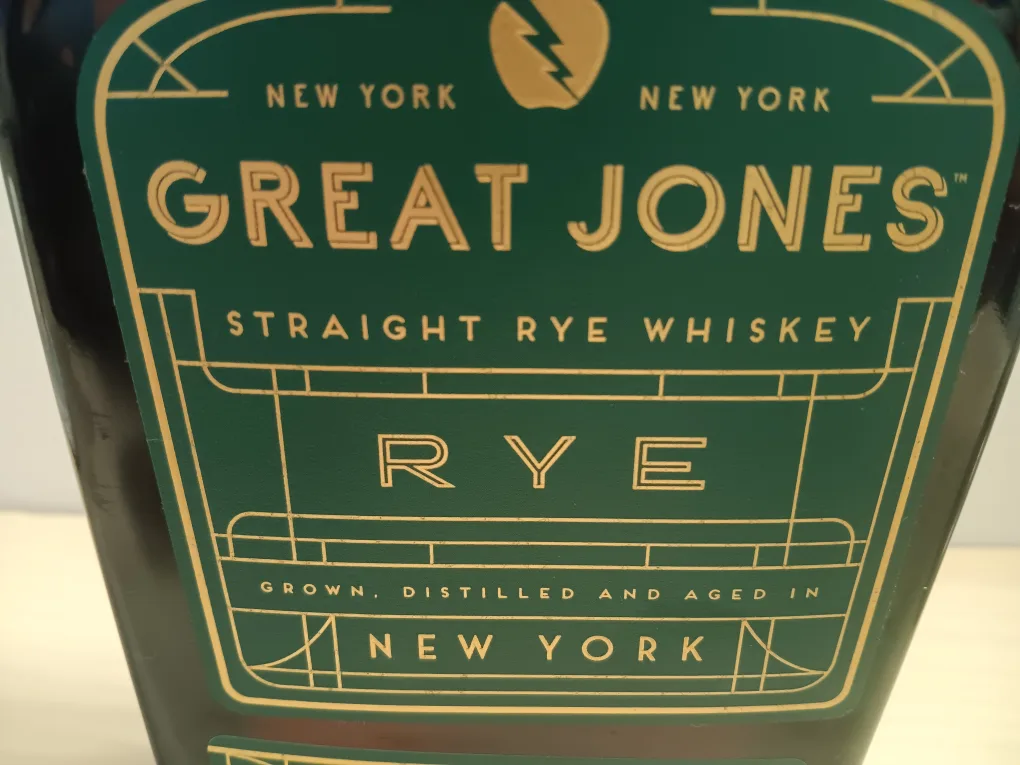 NEW YORK NEW YORK
GREAT JONES™
STRAIGHT RYE WHISKEY
RYE
GROWN, DISTILLED AND AGED IN
NEW YORK